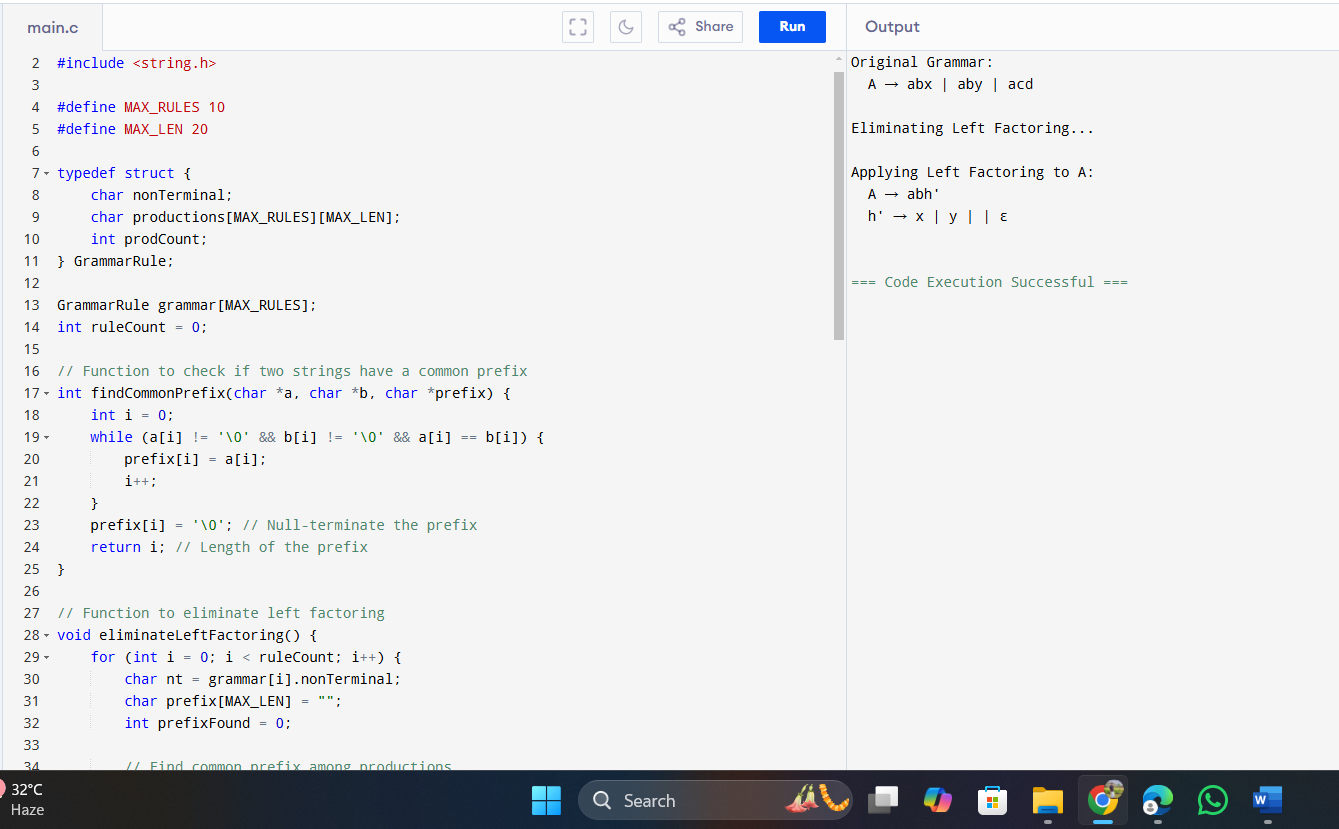 main.c
Share
Run
Output
2 #include <string.h>
3
4 #define MAX_RULES 10
5 #define MAX_LEN 20
6
7 typedef struct {
8 char nonTerminal;
9 char productions[MAX_RULES][MAX_LEN];
10 int prodCount;
11 } GrammarRule;
12
13 GrammarRule grammar[MAX_RULES];
14 int ruleCount = 0;
15
16 // Function to check if two strings have a common prefix
17 int findCommonPrefix(char *a, char *b, char *prefix) {
18 int i = 0;
19 while (a[i] != '\0' && b[i] != '\0' && a[i] == b[i]) {
20 prefix[i] = a[i];
21 i++;
22 }
23 prefix[i] = '\0'; // Null-terminate the prefix
24 return i; // Length of the prefix
25 }
26
27 // Function to eliminate left factoring
28 void eliminateLeftFactoring() {
29 for (int i = 0; i < ruleCount; i++) {
30 char nt = grammar[i].nonTerminal;
31 char prefix[MAX_LEN] = "";
32 int prefixFound = 0;
33
34 // Find common prefix among productions
Original Grammar:
A → abx | aby | acd
Eliminating Left Factoring...
Applying Left Factoring to A:
A → abh'
h' → x | y | | ε
=== Code Execution Successful ===
32°C
Haze
Search